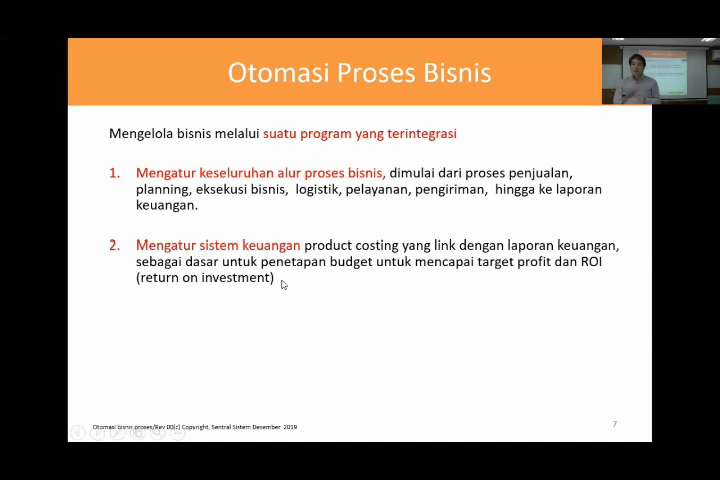 Otomasi Proses Bisnis
Mengelola bisnis melalui suatu program yang terintegrasi
1. Mengatur keseluruhan alur proses bisnis, dimulai dari proses penjualan,
planning, eksekusi bisnis, logistik, pelayanan, pengiriman, hingga ke laporan
keuangan.
2. Mengatur sistem keuangan product costing yang link dengan laporan keuangan,
sebagai dasar untuk penetapan budget untuk mencapai target profit dan ROI
(return on investment)
Otomasi bisnis proses/Rev 00(c) Copyright, Sentral Sistem Desember 2019
7